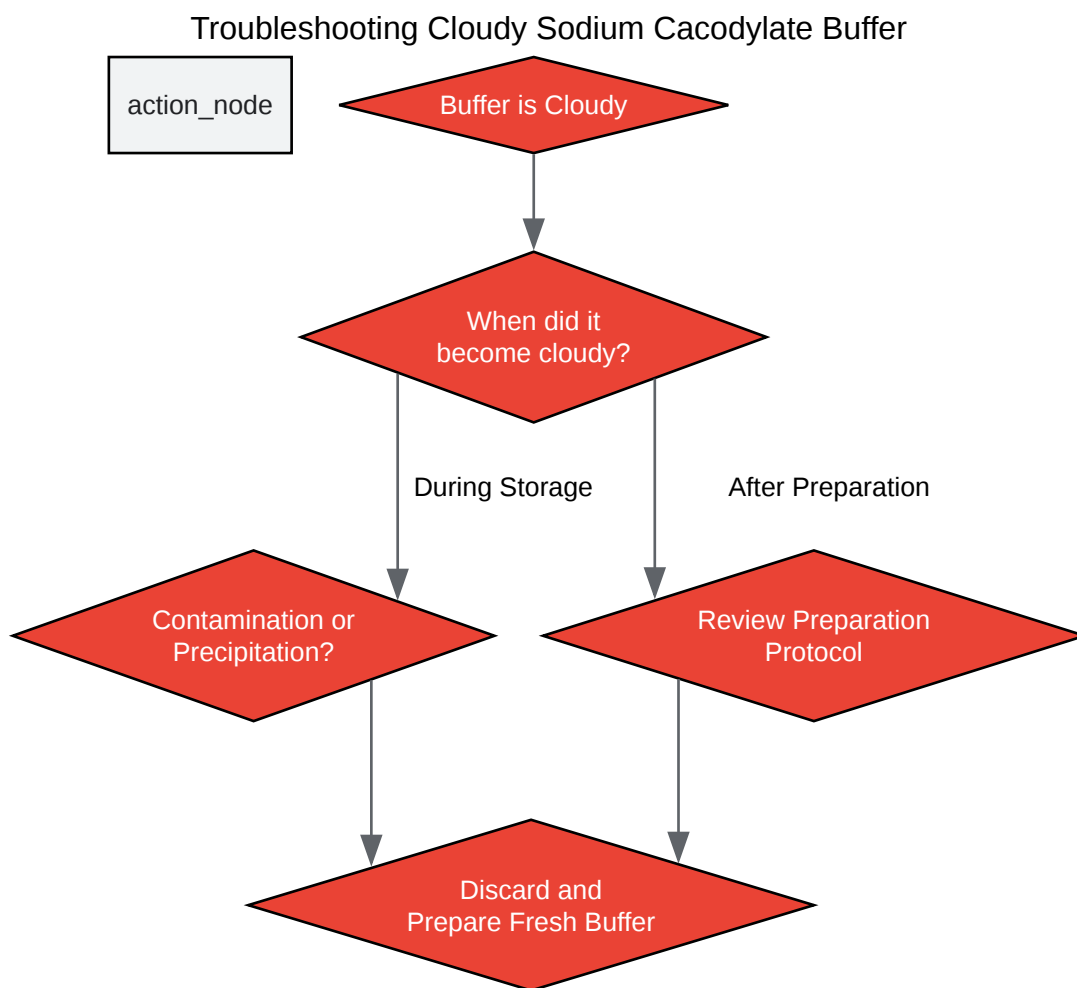 Troubleshooting Cloudy Sodium Cacodylate Buffer
action_node
Buffer is Cloudy
When did it
become cloudy?
During Storage
After Preparation
Contamination or
Precipitation?
Review Preparation
Protocol
Discard and
Prepare Fresh Buffer